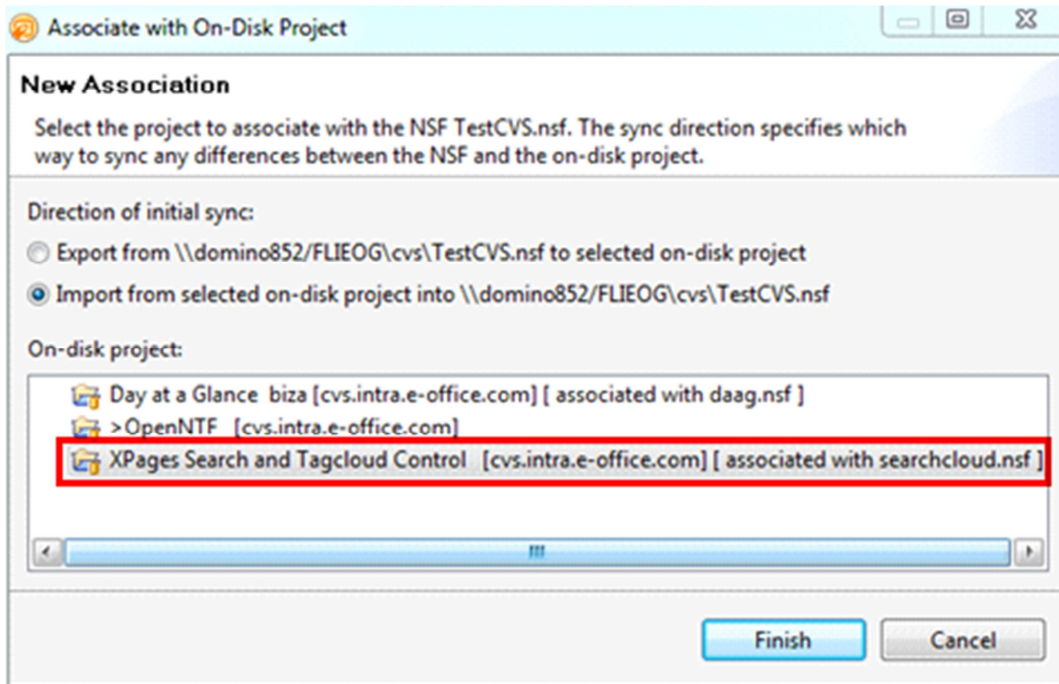 Associate with On-Disk Project
New Association
Select the project to associate with the NSF TestCVS.nsf. The sync direction specifies which
way to sync any differences between the NSF and the on-disk project.
Direction of initial sync:
Export from \\domino852/FLIEOG\cvs\TestCVS.nsf to selected on-disk project
Import from selected on-disk project into \\domino852/FLIEOG\cvs\TestCVS.nsf
On-disk project:
Day at a Glance biza [cvs.intra.e-office.com] [ associated with daag.nsf ]
>OpenNTF [cvs.intra.e-office.com]
XPages Search and Tagcloud Control [cvs.intra.e-office.com] [ associated with searchcloud.nsf ]
Finish Cancel